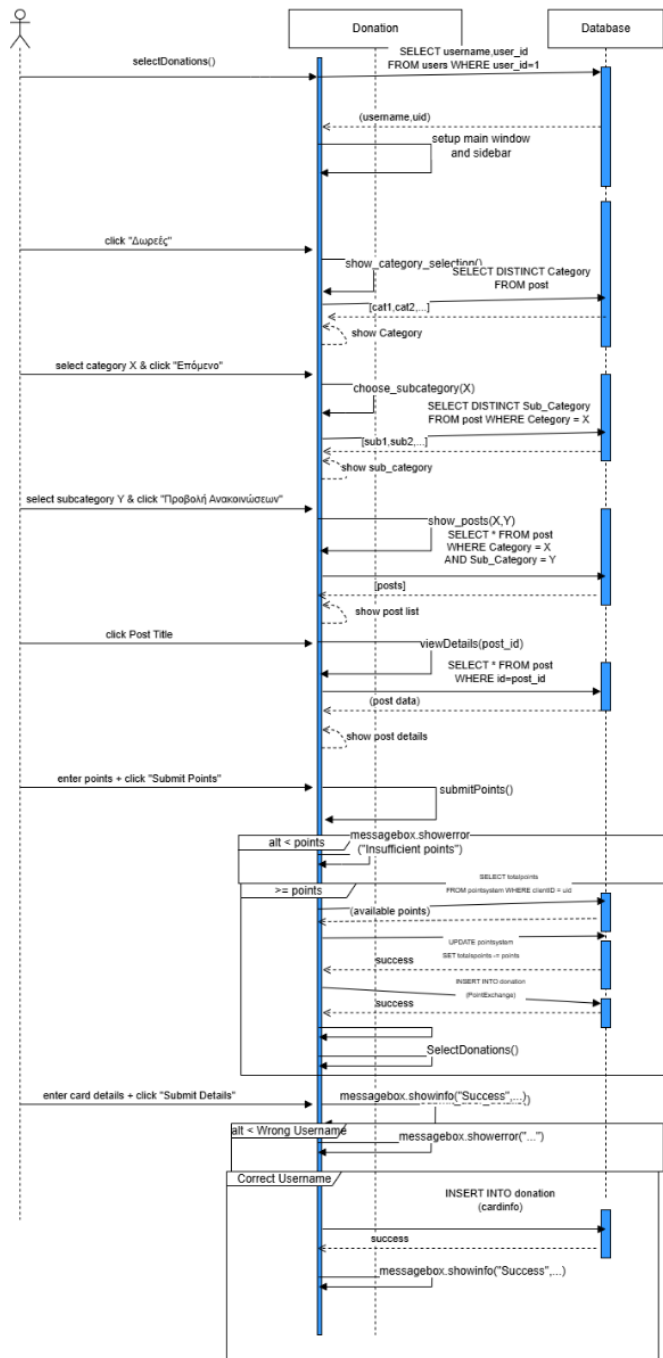 Donation
Database
selectDonations()
SELECT username,user_id
FROM users WHERE user_id=1
(username,uid)
setup main window
and sidebar
click "Δωρεές"
show_category_selection()
SELECT DISTINCT Category
FROM post
[cat1,cat2,...]
show Category
select category X & click "Επόμενο"
choose_subcategory(X)
SELECT DISTINCT Sub_Category
FROM post WHERE Cetegory = X
[sub1,sub2,...]
show sub_category
select subcategory Y & click "Προβολή Ανακοινώσεων"
show_posts(X,Y)
SELECT * FROM post
WHERE Category = X
AND Sub_Category = Y
[posts]
show post list
click Post Title
viewDetails(post_id)
SELECT * FROM post
WHERE id=post_id
(post data)
show post details
enter points + click "Submit Points"
submitPoints()
alt < points
messagebox.showerror
("Insufficient points")
>= points
SELECT totalpoints
FROM pointsystem WHERE clientID = uid
(available points)
UPDATE pointsystem
SET totalspoints -= points
success
INSERT INTO donation
(PointExchange)
success
SelectDonations()
enter card details + click "Submit Details"
messagebox.showinfo("Success",...)
alt < Wrong Username
messagebox.showerror("...")
Correct Username
INSERT INTO donation
(cardinfo)
success
messagebox.showinfo("Success",...)